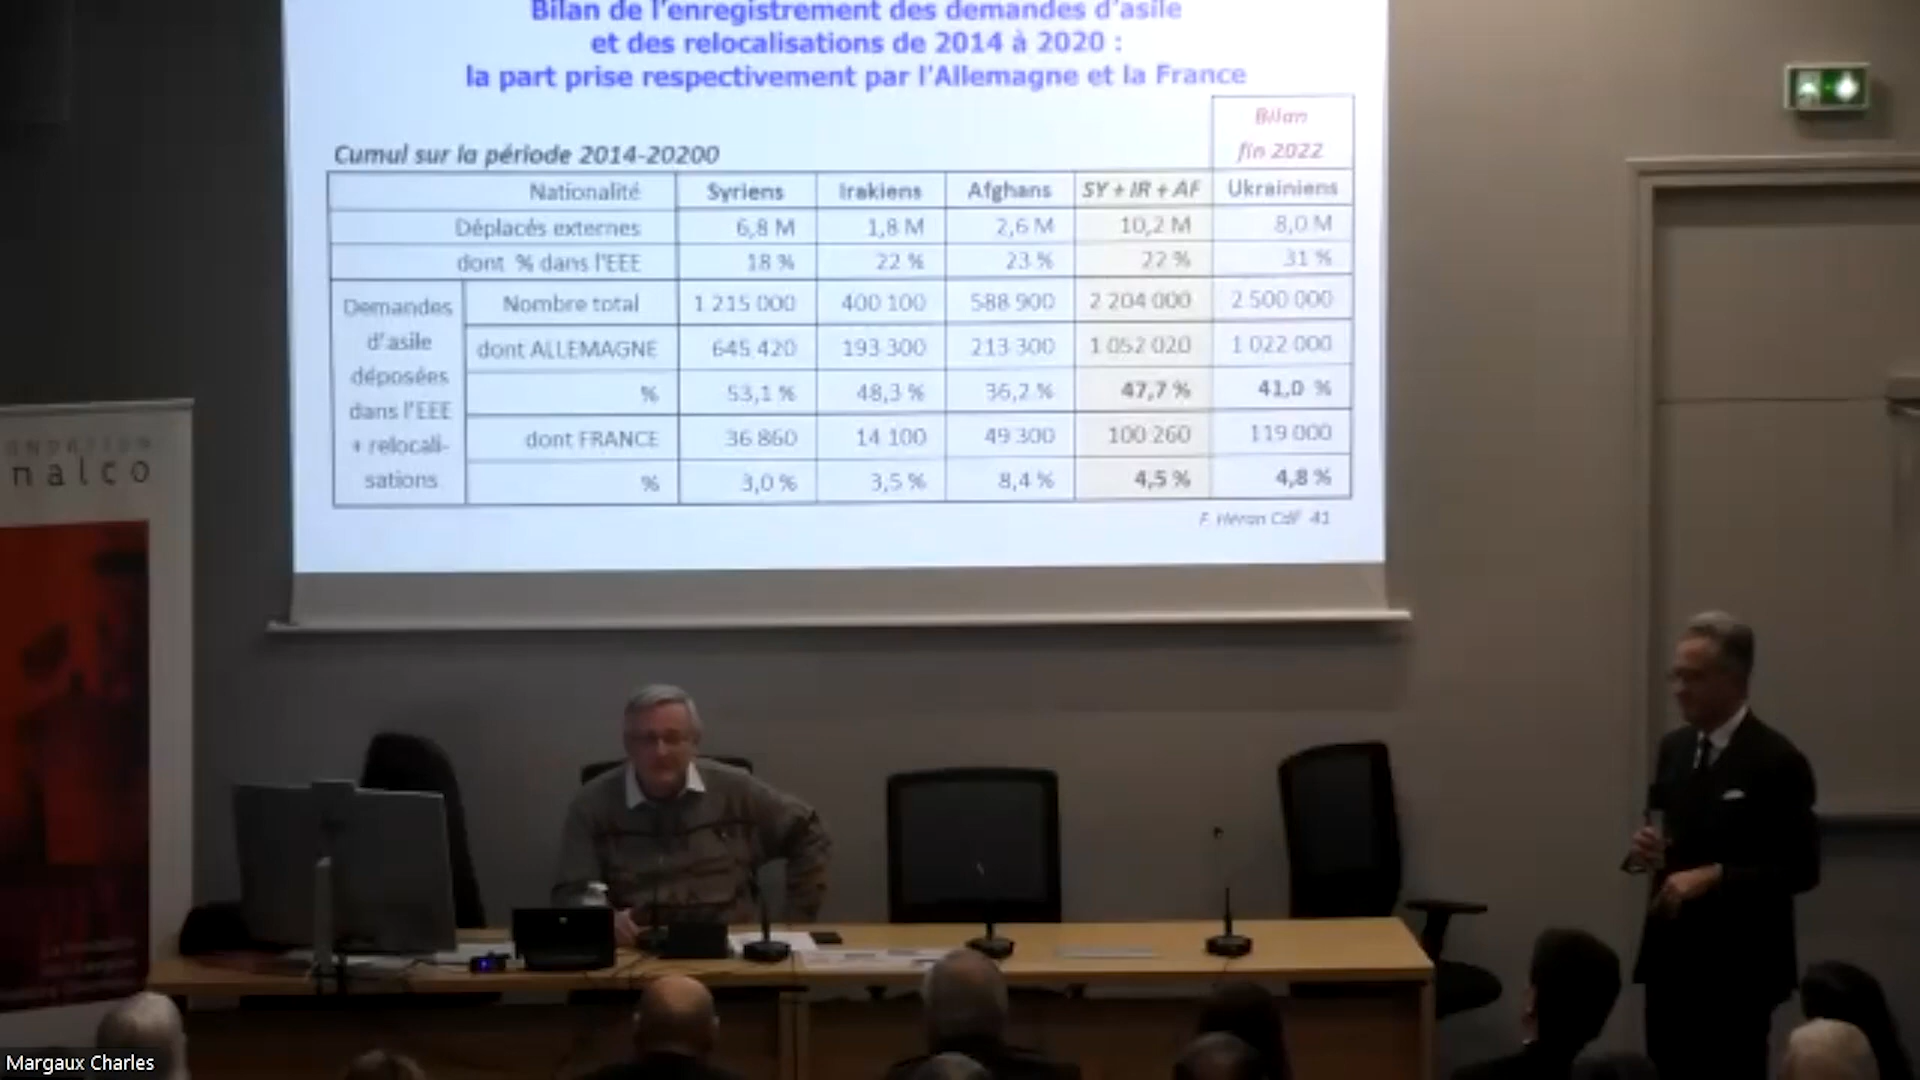 Bilan de l'enregistrement des demandes d'asile
et des relocalisations de 2014 à 2020 :
la part prise respectivement par l'Allemagne et la France
Bilan
fin 2022
Cumul sur la période 2014-20200
Nationalité Syriens Irakiens Afghans SY + IR + AF Ukrainiens
Déplacés externes 6,8 M 1,8 M 2,6 M 10,2 M 8,0 M
dont % dans l'EEE 18 % 22 % 23 % 22 % 31 %
Demandes
d'asile
déposées
dans l'EEE
+ relocali-
sations
Nombre total 1 215 000 400 100 588 900 2 204 000 2 500 000
dont ALLEMAGNE 645 420 193 300 213 300 1 052 020 1 022 000
% 53,1 % 48,3 % 36,2 % 47,7 % 41,0 %
dont FRANCE 36 860 14 100 49 300 100 260 119 000
% 3,0 % 3,5 % 8,4 % 4,5 % 4,8 %
F. Héran CdF 41
nalco
Margaux Charles